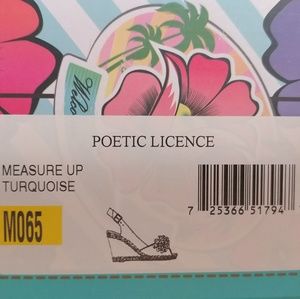 POETIC LICENCE
MEASURE UP
TURQUOISE
M065
7 25366 51794